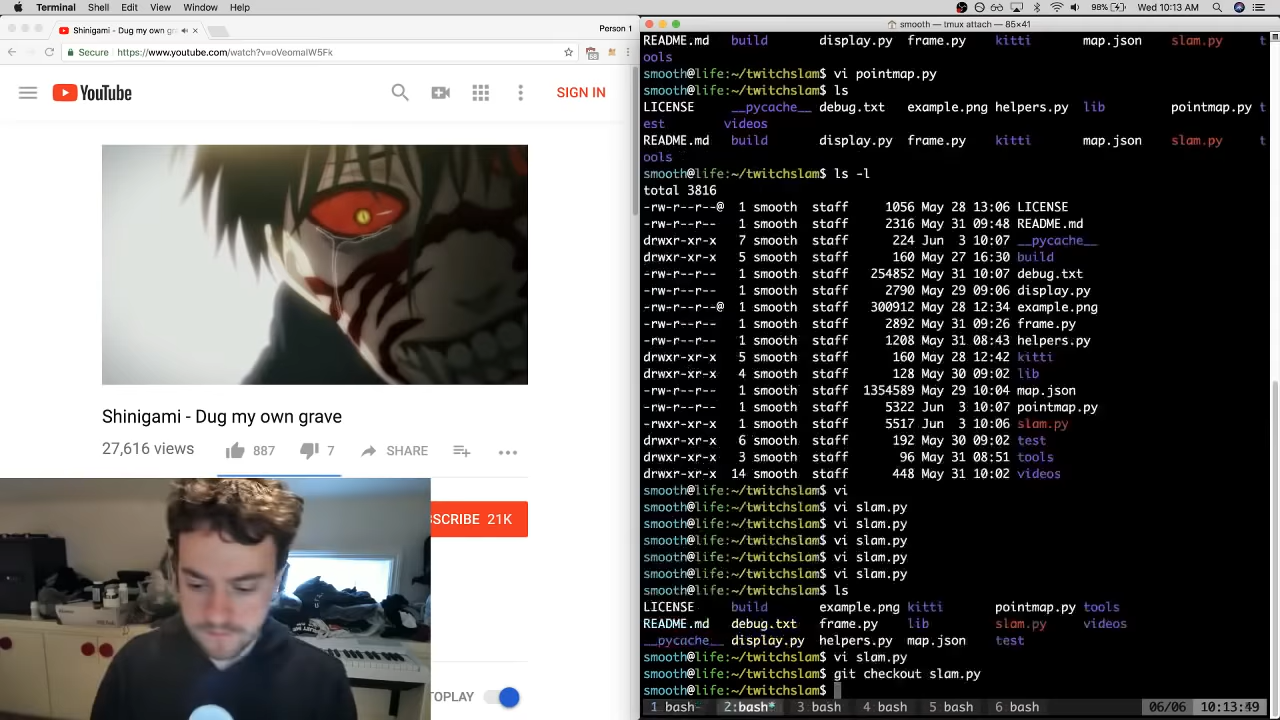 Terminal Shell Edit View Window Help
98% Wed 10:13 AM
Shinigami - Dug my own gr
Person 1
smooth — tmux attach — 85×41
Secure https://www.youtube.com/watch?v=oVeomaIW5Fk
YouTube
SIGN IN
Shinigami - Dug my own grave
27,616 views
887
7
SHARE
SCRIBE 21K
TOPLAY
README.md build display.py frame.py kitti map.json slam.py t
ools
smooth@life:~/twitchslam$ vi pointmap.py
smooth@life:~/twitchslam$ ls
LICENSE __pycache__ debug.txt example.png helpers.py lib pointmap.py t
est videos
README.md build display.py frame.py kitti map.json slam.py t
ools
smooth@life:~/twitchslam$ ls -l
total 3816
-rw-r--r--@ 1 smooth staff 1056 May 28 13:06 LICENSE
-rw-r--r-- 1 smooth staff 2316 May 31 09:48 README.md
drwxr-xr-x 7 smooth staff 224 Jun 3 10:07 __pycache__
drwxr-xr-x 5 smooth staff 160 May 27 16:30 build
-rw-r--r-- 1 smooth staff 254852 May 31 10:07 debug.txt
-rw-r--r-- 1 smooth staff 2790 May 29 09:06 display.py
-rw-r--r--@ 1 smooth staff 300912 May 28 12:34 example.png
-rw-r--r-- 1 smooth staff 2892 May 31 09:26 frame.py
-rw-r--r-- 1 smooth staff 1208 May 31 08:43 helpers.py
drwxr-xr-x 5 smooth staff 160 May 28 12:42 kitti
drwxr-xr-x 4 smooth staff 128 May 30 09:02 lib
-rw-r--r-- 1 smooth staff 1354589 May 29 10:04 map.json
-rw-r--r-- 1 smooth staff 5322 Jun 3 10:07 pointmap.py
-rwxr-xr-x 1 smooth staff 5517 Jun 3 10:06 slam.py
drwxr-xr-x 6 smooth staff 192 May 30 09:02 test
drwxr-xr-x 3 smooth staff 96 May 31 08:51 tools
drwxr-xr-x 14 smooth staff 448 May 31 10:02 videos
smooth@life:~/twitchslam$ vi
smooth@life:~/twitchslam$ vi slam.py
smooth@life:~/twitchslam$ vi slam.py
smooth@life:~/twitchslam$ vi slam.py
smooth@life:~/twitchslam$ vi slam.py
smooth@life:~/twitchslam$ vi slam.py
smooth@life:~/twitchslam$ ls
LICENSE build example.png kitti pointmap.py tools
README.md debug.txt frame.py lib slam.py videos
__pycache__ display.py helpers.py map.json test
smooth@life:~/twitchslam$ vi slam.py
smooth@life:~/twitchslam$ git checkout slam.py
smooth@life:~/twitchslam$
1 bash- 2:bash* 3 bash 4 bash 5 bash 6 bash 06/06 10:13:49